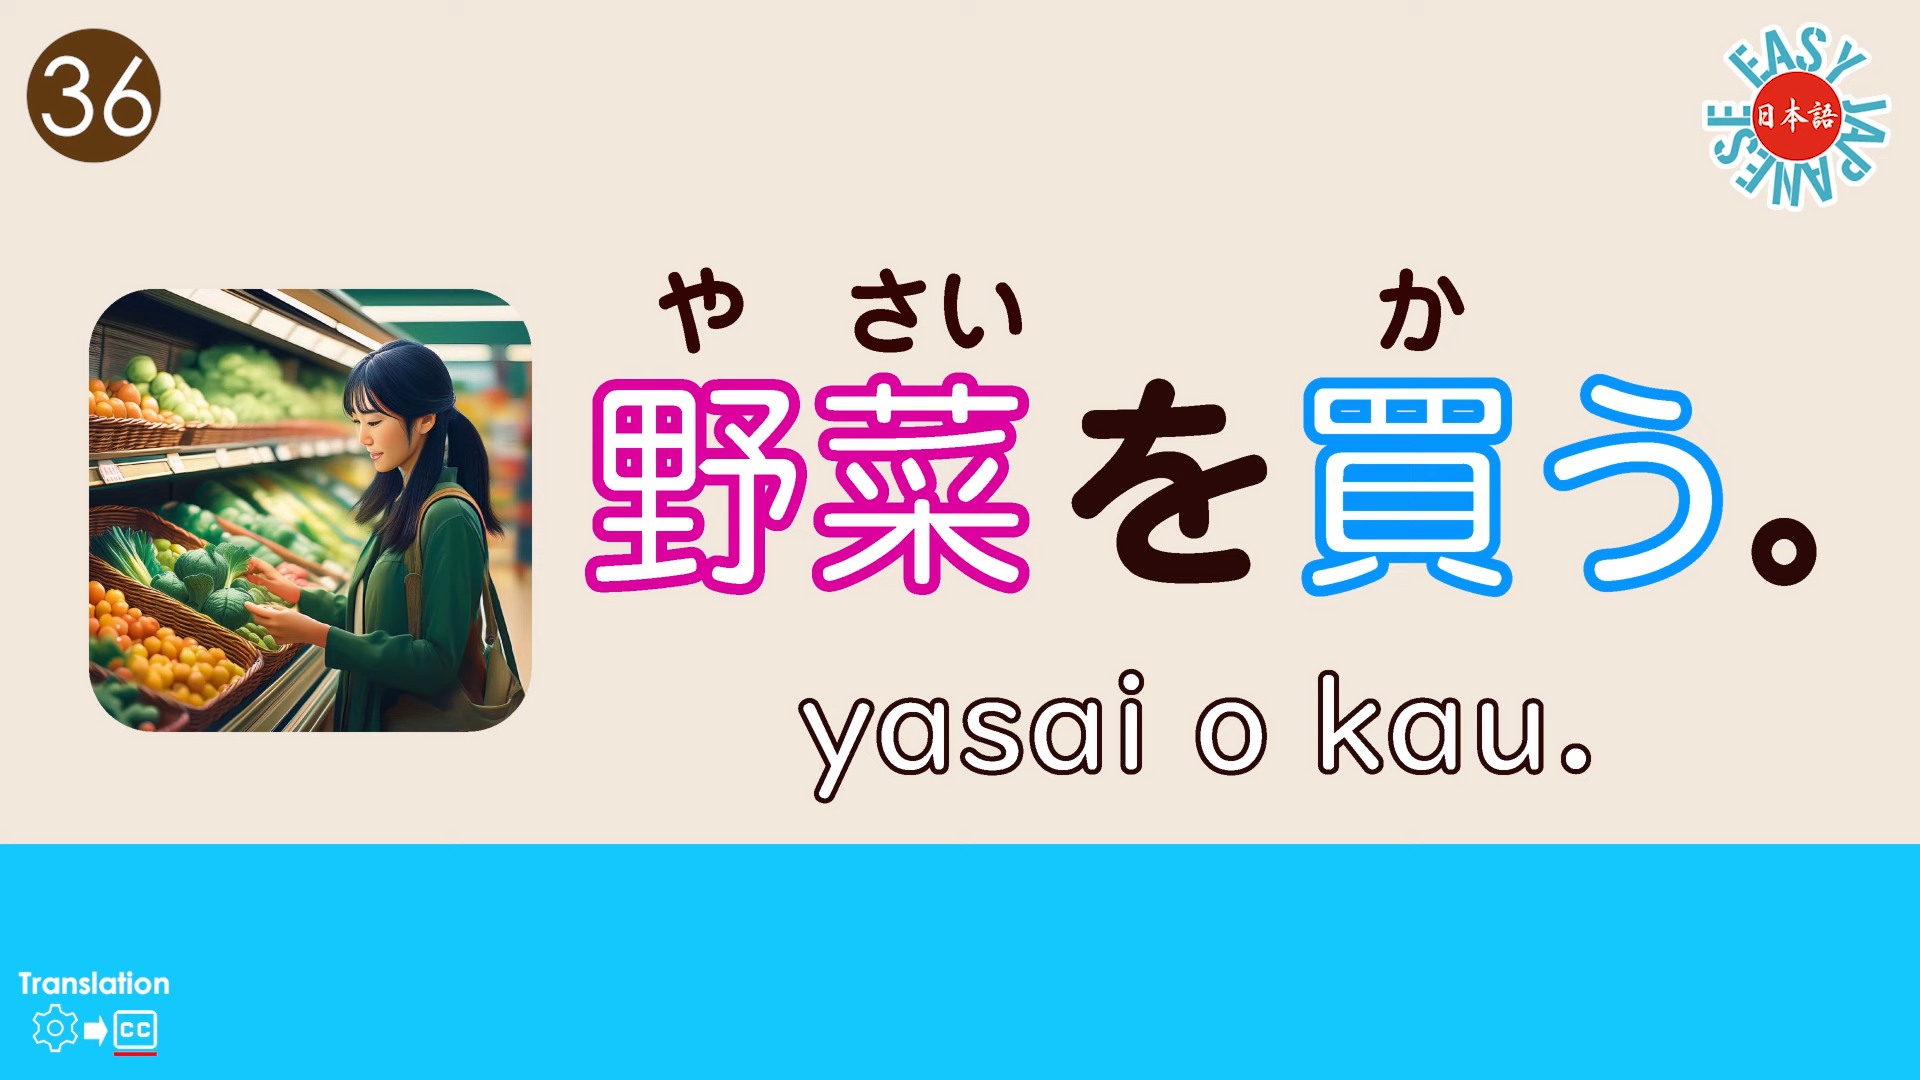 36
EASY JAPANESE
日本語
や さい か
野菜を買う。
yasai o kau.
Translation
CC